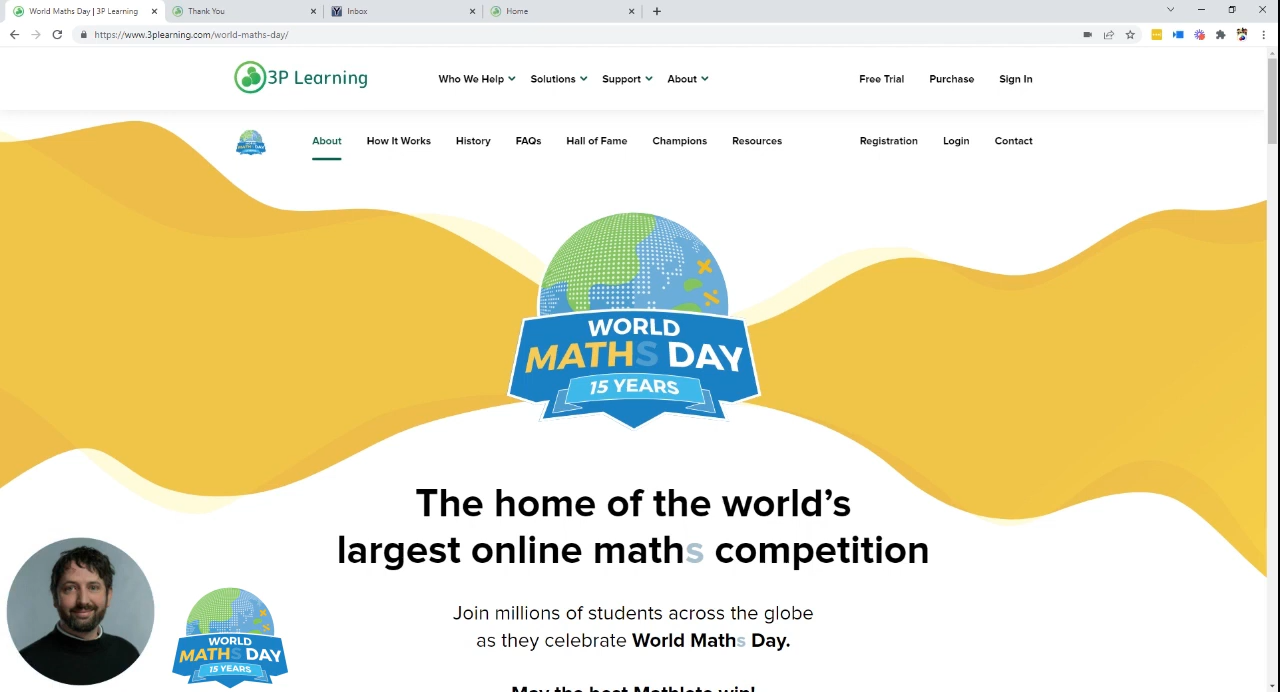 World Maths Day | 3P Learning
Thank You
Inbox
Home
https://www.3plearning.com/world-maths-day/
3P Learning
Who We Help
Solutions
Support
About
Free Trial
Purchase
Sign In
About
How It Works
History
FAQs
Hall of Fame
Champions
Resources
Registration
Login
Contact
WORLD
MATHS DAY
15 YEARS
The home of the world’s
largest online maths competition
Join millions of students across the globe
as they celebrate World Maths Day.
May the best Mathlete win!
WORLD
MATHS DAY
15 YEARS